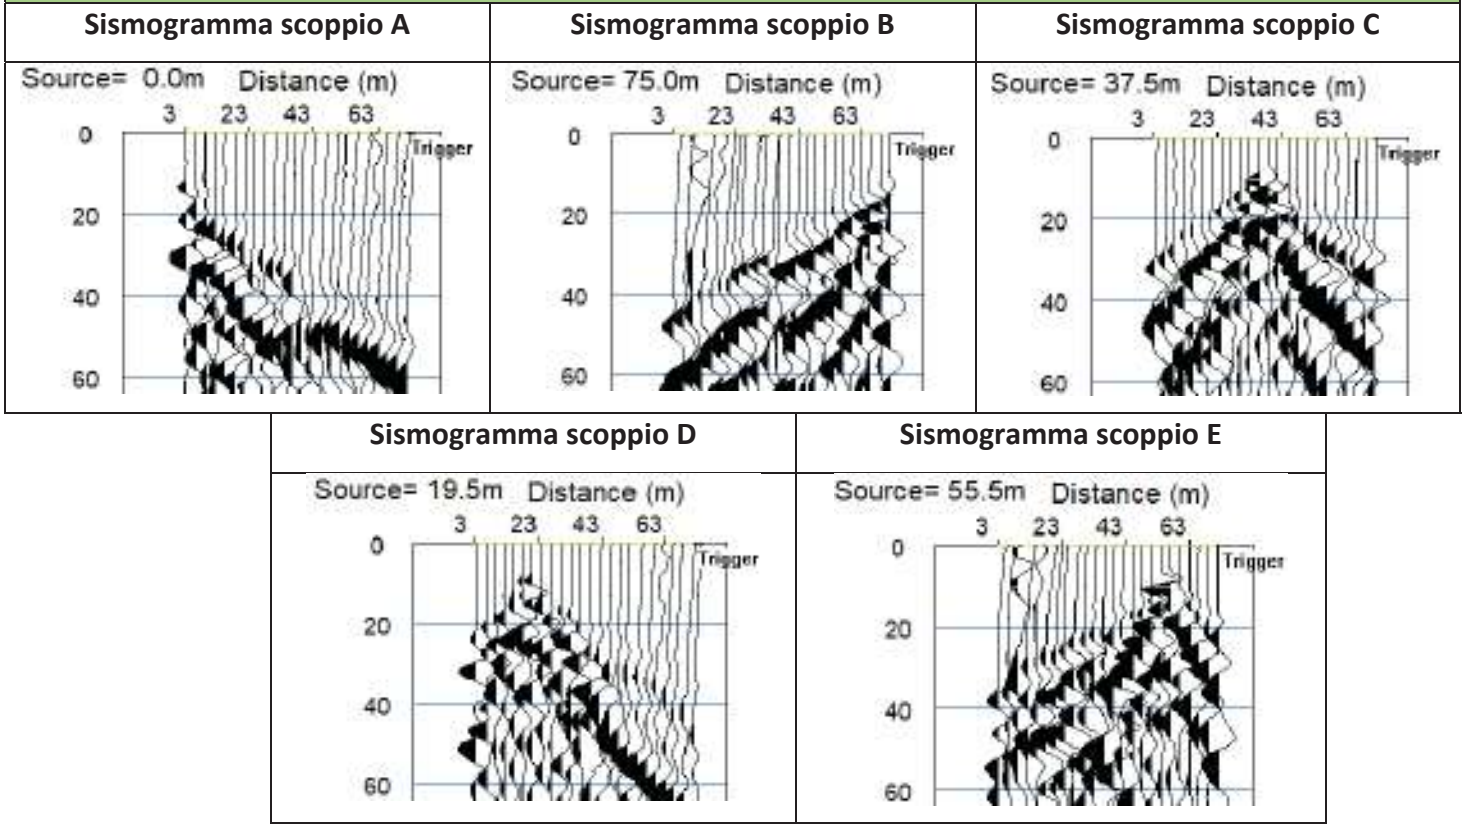 Sismogramma scoppio A
Sismogramma scoppio B
Sismogramma scoppio C
Source= 0.0m Distance (m)
3 23 43 63
0
Trigger
20
40
60
Source= 75.0m Distance (m)
3 23 43 63
0
Trigger
20
40
60
Source= 37.5m Distance (m)
3 23 43 63
0
Trigger
20
40
60
Sismogramma scoppio D
Sismogramma scoppio E
Source= 19.5m Distance (m)
3 23 43 63
0
Trigger
20
40
60
Source= 55.5m Distance (m)
3 23 43 63
0
Trigger
20
40
60